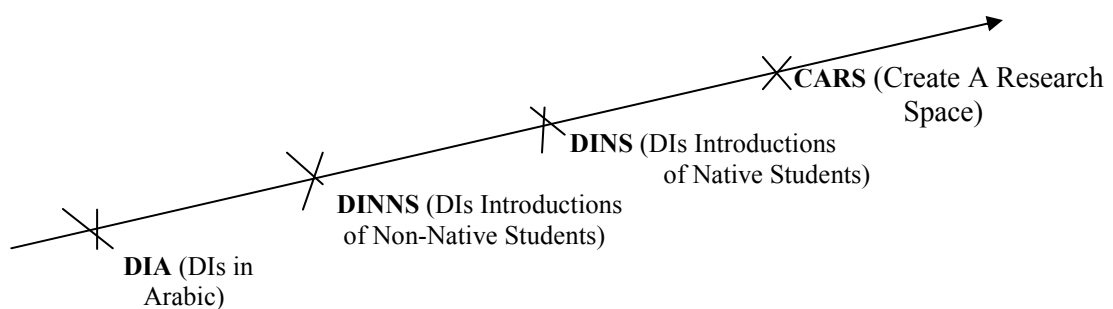 CARS (Create A Research
Space)
DINS (DIs Introductions
of Native Students)
DINNS (DIs Introductions
of Non-Native Students)
DIA (DIs in
Arabic)